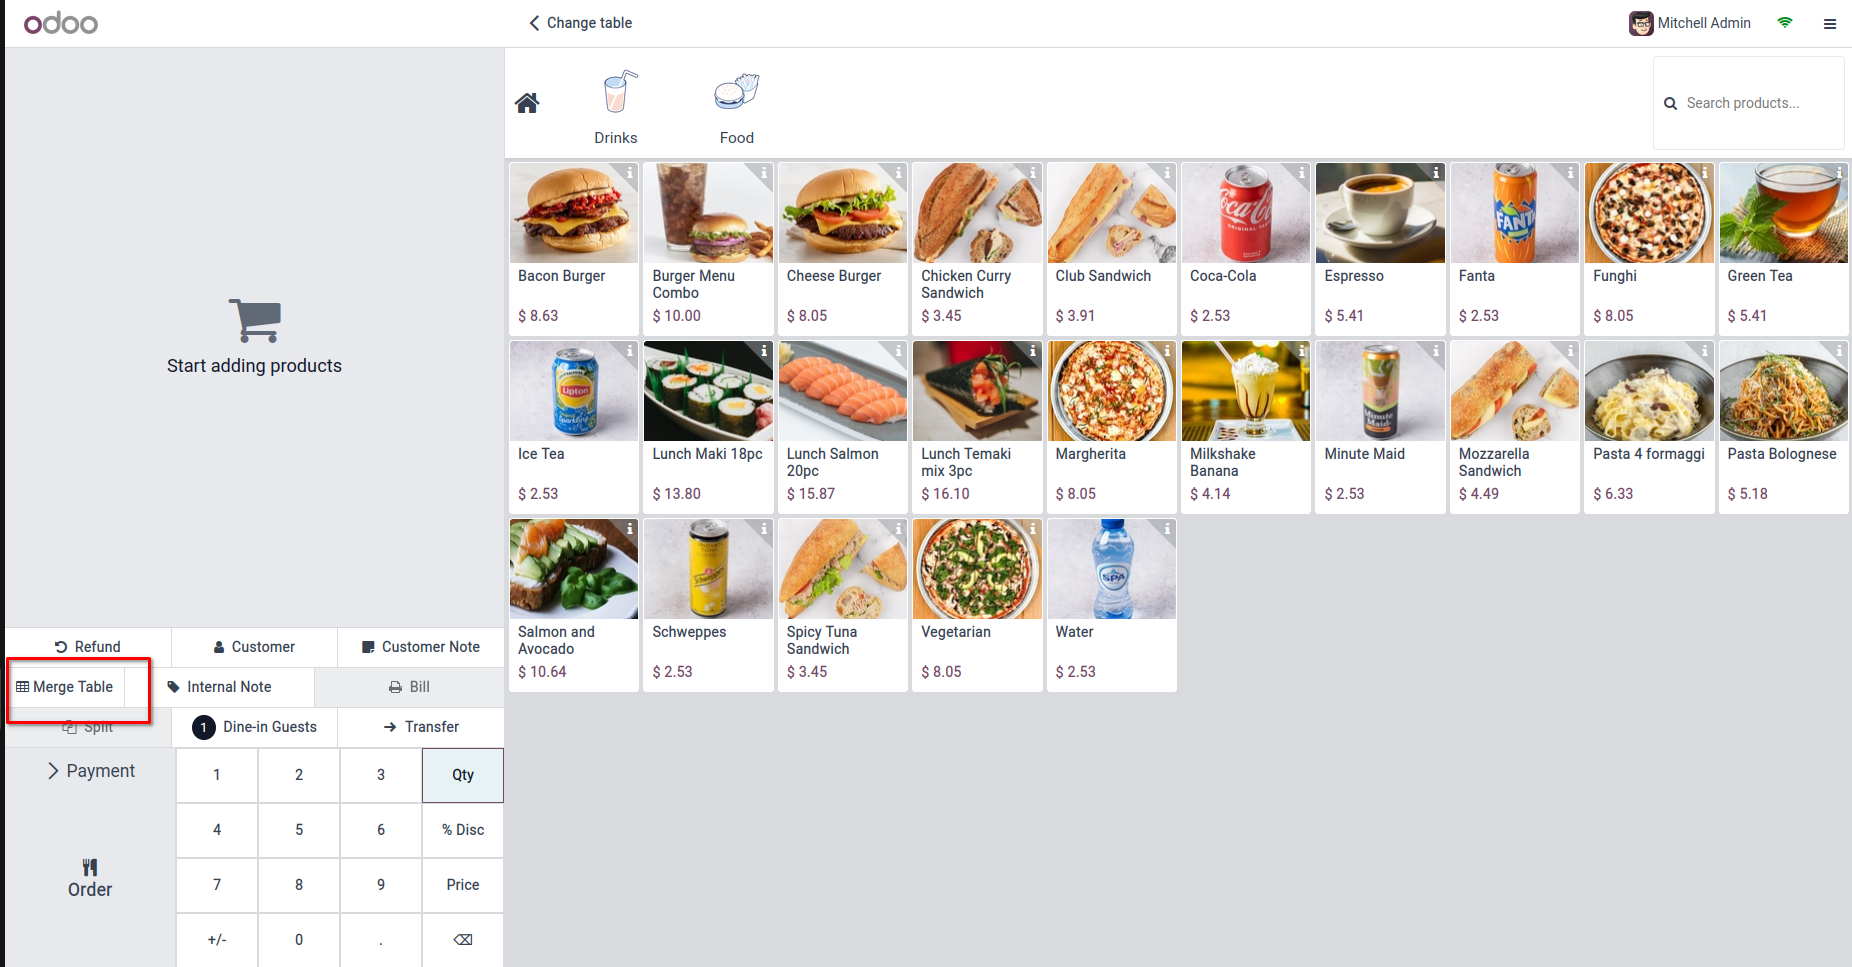 odoo
Change table
Mitchell Admin
Drinks
Food
Search products...
Start adding products
Bacon Burger
$ 8.63
Burger Menu
Combo
$ 10.00
Cheese Burger
$ 8.05
Chicken Curry
Sandwich
$ 3.45
Club Sandwich
$ 3.91
Coca-Cola
$ 2.53
Espresso
$ 5.41
FANTA
Fanta
$ 2.53
Funghi
$ 8.05
Green Tea
$ 5.41
Lipton
Ice Tea
$ 2.53
Lunch Maki 18pc
$ 13.80
Lunch Salmon
20pc
$ 15.87
Lunch Temaki
mix 3pc
$ 16.10
Margherita
$ 8.05
Milkshake
Banana
$ 4.14
Minute
Maid
Minute Maid
$ 2.53
Mozzarella
Sandwich
$ 4.49
Pasta 4 formaggi
$ 6.33
Pasta Bolognese
$ 5.18
Salmon and
Avocado
$ 10.64
Schweppes
Schweppes
$ 2.53
Spicy Tuna
Sandwich
$ 3.45
Vegetarian
$ 8.05
SPA
Water
$ 2.53
Refund
Customer
Customer Note
Merge Table
Internal Note
Bill
Split
1 Dine-in Guests
Transfer
Payment
Order
1 2 3 Qty
4 5 6 % Disc
7 8 9 Price
+/- 0 .